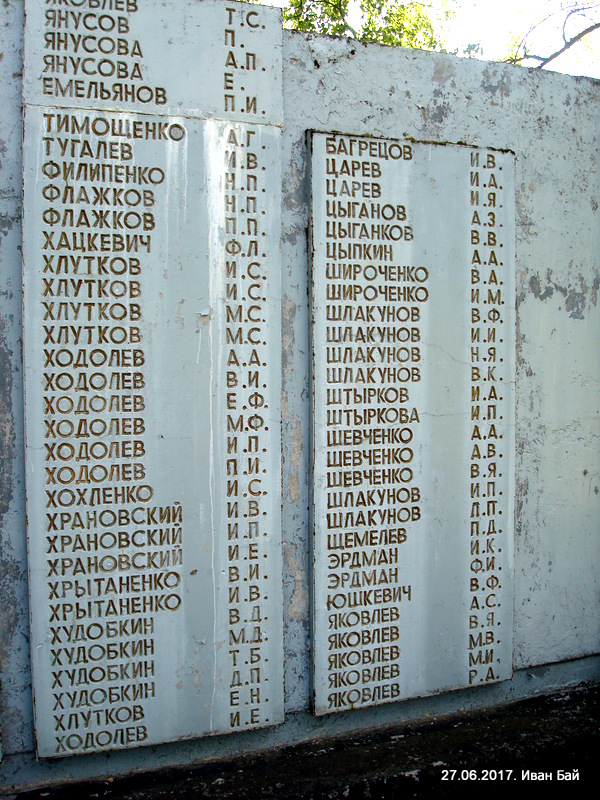 ЯКОВЛЕВ Т.С.
ЯНУСОВ П.
ЯНУСОВА А.П.
ЯНУСОВА Е.
ЕМЕЛЬЯНОВ П.И.
ТИМОЩЕНКО А.Г.
ТУГАЛЕВ И.В.
ФИЛИПЕНКО Н.П.
ФЛАЖКОВ Н.П.
ФЛАЖКОВ П.П.
ХАЦКЕВИЧ Ф.Л.
ХЛУТКОВ И.С.
ХЛУТКОВ И.С.
ХЛУТКОВ М.С.
ХЛУТКОВ М.С.
ХОДОЛЕВ А.А.
ХОДОЛЕВ В.И.
ХОДОЛЕВ Е.Ф.
ХОДОЛЕВ М.Ф.
ХОДОЛЕВ И.П.
ХОДОЛЕВ П.И.
ХОХЛЕНКО И.С.
ХРАНОВСКИЙ И.В.
ХРАНОВСКИЙ И.П.
ХРАНОВСКИЙ И.Е.
ХРЫТАНЕНКО В.И.
ХРЫТАНЕНКО И.В.
ХУДОБКИН В.Д.
ХУДОБКИН М.Д.
ХУДОБКИН Т.Б.
ХУДОБКИН Д.П.
ХЛУТКОВ Е.Н.
ХОДОЛЕВ И.Е.
БАГРЕЦОВ И.В.
ЦАРЕВ И.А.
ЦАРЕВ И.Я.
ЦЫГАНОВ А.З.
ЦЫГАНКОВ В.В.
ЦЫПКИН А.А.
ШИРОЧЕНКО В.А.
ШИРОЧЕНКО И.М.
ШЛАКУНОВ В.Ф.
ШЛАКУНОВ И.И.
ШЛАКУНОВ Н.Я.
ШЛАКУНОВ В.К.
ШТЫРКОВ И.А.
ШТЫРКОВА И.П.
ШЕВЧЕНКО А.А.
ШЕВЧЕНКО А.В.
ШЕВЧЕНКО В.Я.
ШЛАКУНОВ И.П.
ШЛАКУНОВ Л.П.
ЩЕМЕЛЕВ П.Д.
ЭРДМАН И.К.
ЭРДМАН Ф.И.
ЮШКЕВИЧ В.Ф.
ЯКОВЛЕВ А.С.
ЯКОВЛЕВ В.Я.
ЯКОВЛЕВ М.В.
ЯКОВЛЕВ М.И.
ЯКОВЛЕВ Р.А.
27.06.2017. Иван Бай